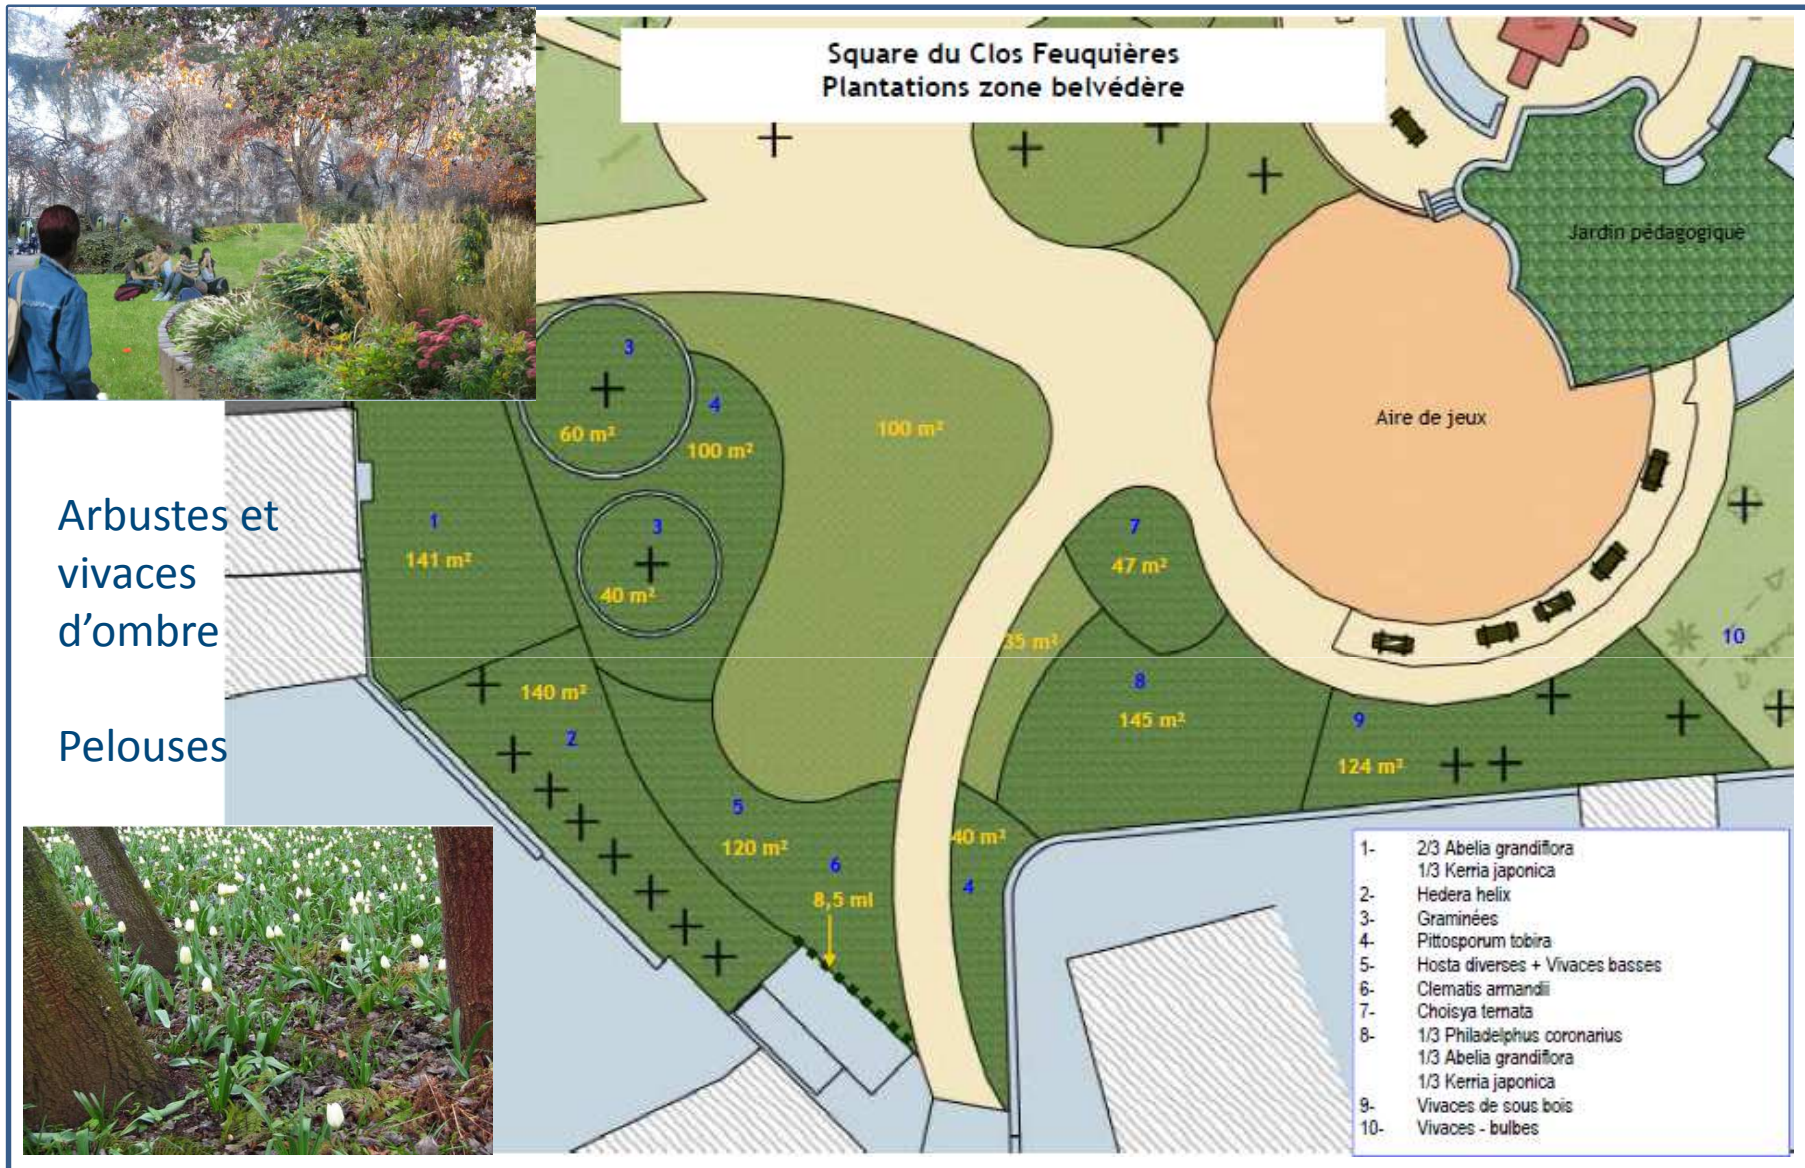 Square du Clos Feuquières
Plantations zone belvédère
Jardin pédagogique
Aire de jeux
3
60 m²
4
100 m²
100 m²
1
141 m²
3
40 m²
7
47 m²
35 m²
10
140 m²
2
8
145 m²
9
124 m²
5
120 m²
6
8,5 ml
40 m²
4
Arbustes et
vivaces
d’ombre
Pelouses
1- 2/3 Abelia grandiflora
1/3 Kerria japonica
2- Hedera helix
3- Graminées
4- Pittosporum tobira
5- Hosta diverses + Vivaces basses
6- Clematis armandii
7- Choisya ternata
8- 1/3 Philadelphus coronarius
1/3 Abelia grandiflora
1/3 Kerria japonica
9- Vivaces de sous bois
10- Vivaces - bulbes